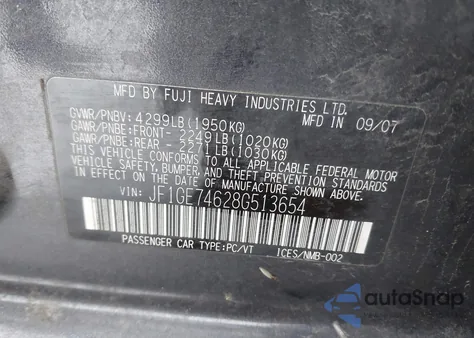 MFD BY FUJI HEAVY INDUSTRIES LTD.
GVWR/PNBV: 4299LB(1950KG) MFD IN 09/07
GAWR/PNBE:FRONT- 2249LB(1020KG)
GAWR/PNBE:REAR - 2271LB(1030KG)
THIS VEHICLE CONFORMS TO ALL APPLICABLE FEDERAL MOTOR
VEHICLE SAFETY, BUMPER, AND THEFT PREVENTION STANDARDS
IN EFFECT ON THE DATE OF MANUFACTURE SHOWN ABOVE.
VIN: JF1GE74628G513654
PASSENGER CAR TYPE:PC/VT ICES/NMB-002
autoSnap